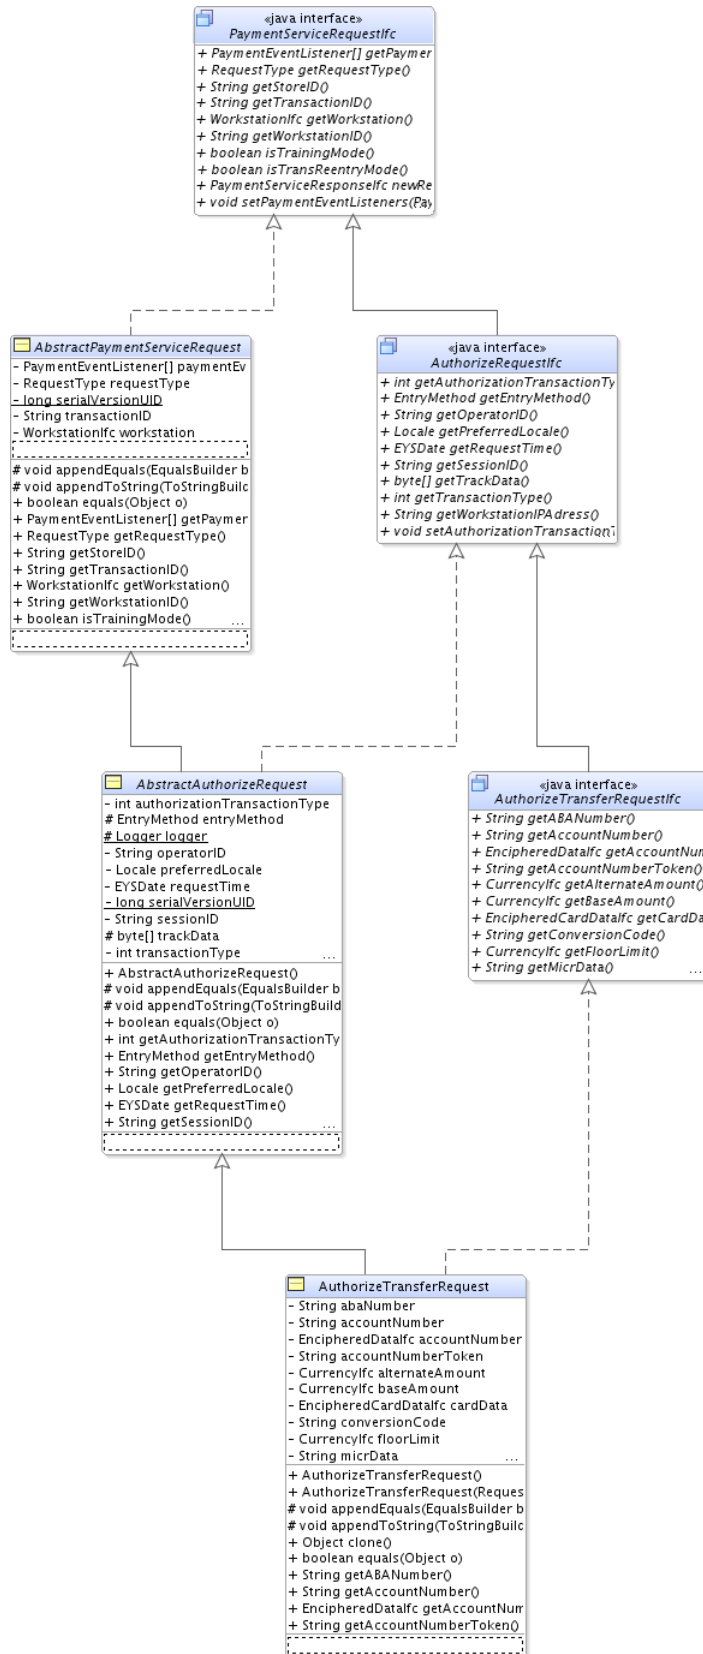 «java interface»
PaymentServiceRequestIfc
+ PaymentEventListener[] getPaymer
+ RequestType getRequestType()
+ String getStoreID()
+ String getTransactionID()
+ WorkstationIfc getWorkstation()
+ String getWorkstationID()
+ boolean isTrainingMode()
+ boolean isTransReentryMode()
+ PaymentServiceResponseIfc newRe
+ void setPaymentEventListeners(Pay
AbstractPaymentServiceRequest
- PaymentEventListener[] paymentEv
- RequestType requestType
- long serialVersionUID
- String transactionID
- WorkstationIfc workstation
# void appendEquals(EqualsBuilder b
# void appendToString(ToStringBuilc
+ boolean equals(Object o)
+ PaymentEventListener[] getPaymer
+ RequestType getRequestType()
+ String getStoreID()
+ String getTransactionID()
+ WorkstationIfc getWorkstation()
+ String getWorkstationID()
+ boolean isTrainingMode() ...
«java interface»
AuthorizeRequestIfc
+ int getAuthorizationTransactionTy
+ EntryMethod getEntryMethod()
+ String getOperatorID()
+ Locale getPreferredLocale()
+ EYSDate getRequestTime()
+ String getSessionID()
+ byte[] getTrackData()
+ int getTransactionType()
+ String getWorkstationIPAdress()
+ void setAuthorizationTransactionT
AbstractAuthorizeRequest
- int authorizationTransactionType
# EntryMethod entryMethod
# Logger logger
- String operatorID
- Locale preferredLocale
- EYSDate requestTime
- long serialVersionUID
- String sessionID
# byte[] trackData
- int transactionType ...
+ AbstractAuthorizeRequest()
# void appendEquals(EqualsBuilder b
# void appendToString(ToStringBuild
+ boolean equals(Object o)
+ int getAuthorizationTransactionTy
+ EntryMethod getEntryMethod()
+ String getOperatorID()
+ Locale getPreferredLocale()
+ EYSDate getRequestTime()
+ String getSessionID() ...
«java interface»
AuthorizeTransferRequestIfc
+ String getABANumber()
+ String getAccountNumber()
+ EncipheredDataIfc getAccountNum
+ String getAccountNumberToken()
+ CurrencyIfc getAlternateAmount()
+ CurrencyIfc getBaseAmount()
+ EncipheredCardDataIfc getCardDa
+ String getConversionCode()
+ CurrencyIfc getFloorLimit()
+ String getMicrData() ...
AuthorizeTransferRequest
- String abaNumber
- String accountNumber
- EncipheredDataIfc accountNumber
- String accountNumberToken
- CurrencyIfc alternateAmount
- CurrencyIfc baseAmount
- EncipheredCardDataIfc cardData
- String conversionCode
- CurrencyIfc floorLimit
- String micrData ...
+ AuthorizeTransferRequest()
+ AuthorizeTransferRequest(Reques
# void appendEquals(EqualsBuilder b
# void appendToString(ToStringBuilc
+ Object clone()
+ boolean equals(Object o)
+ String getABANumber()
+ String getAccountNumber()
+ EncipheredDataIfc getAccountNum
+ String getAccountNumberToken()